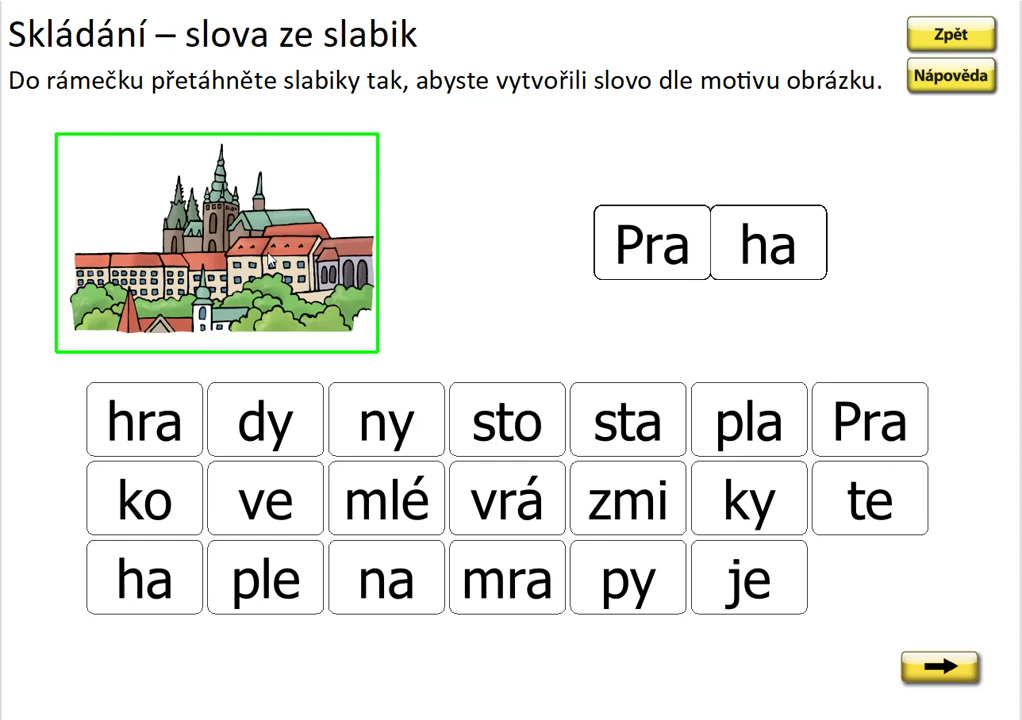 Skládání – slova ze slabik
Zpět
Do rámečku přetáhněte slabiky tak, abyste vytvořili slovo dle motivu obrázku.
Nápověda
Pra ha
hra dy ny sto sta pla Pra
ko ve mlé vrá zmi ky te
ha ple na mra py je